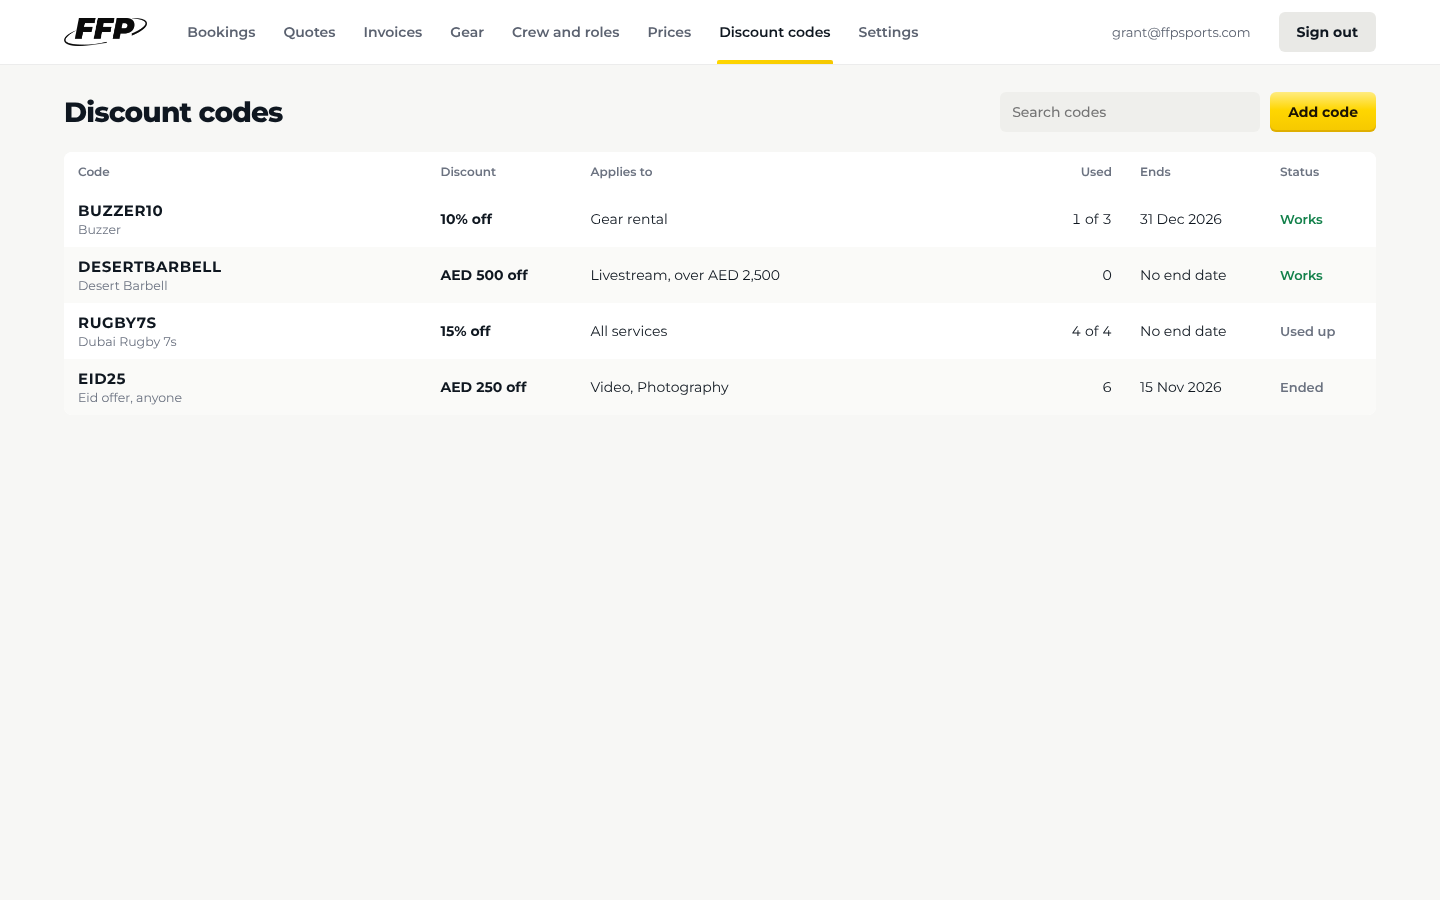 FFP Bookings Quotes Invoices Gear Crew and roles Prices Discount codes Settings grant@ffpsports.com Sign out
Discount codes Search codes Add code
Code Discount Applies to Used Ends Status
BUZZER10
Buzzer
10% off Gear rental 1 of 3 31 Dec 2026 Works
DESERTBARBELL
Desert Barbell
AED 500 off Livestream, over AED 2,500 0 No end date Works
RUGBY7S
Dubai Rugby 7s
15% off All services 4 of 4 No end date Used up
EID25
Eid offer, anyone
AED 250 off Video, Photography 6 15 Nov 2026 Ended